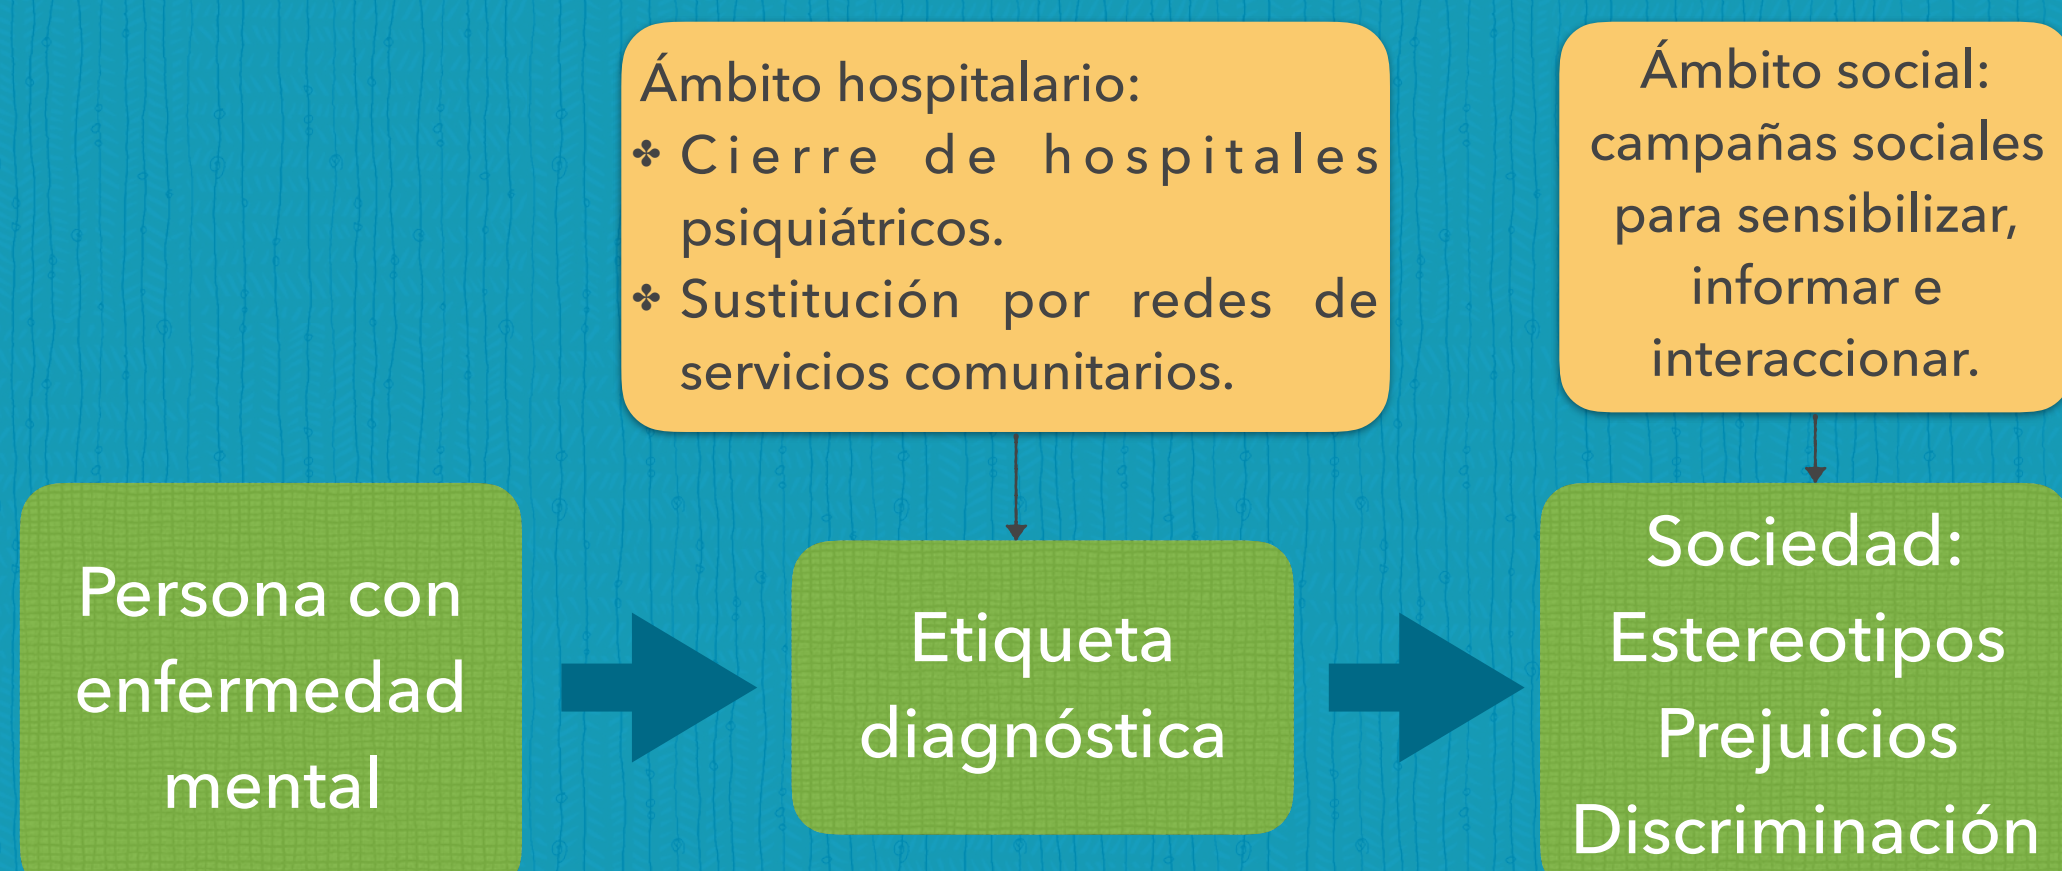 Ámbito hospitalario:
✤ Cierre de hospitales
psiquiátricos.
✤ Sustitución por redes de
servicios comunitarios.
Ámbito social:
campañas sociales
para sensibilizar,
informar e
interaccionar.
Persona con
enfermedad
mental
Etiqueta
diagnóstica
Sociedad:
Estereotipos
Prejuicios
Discriminación